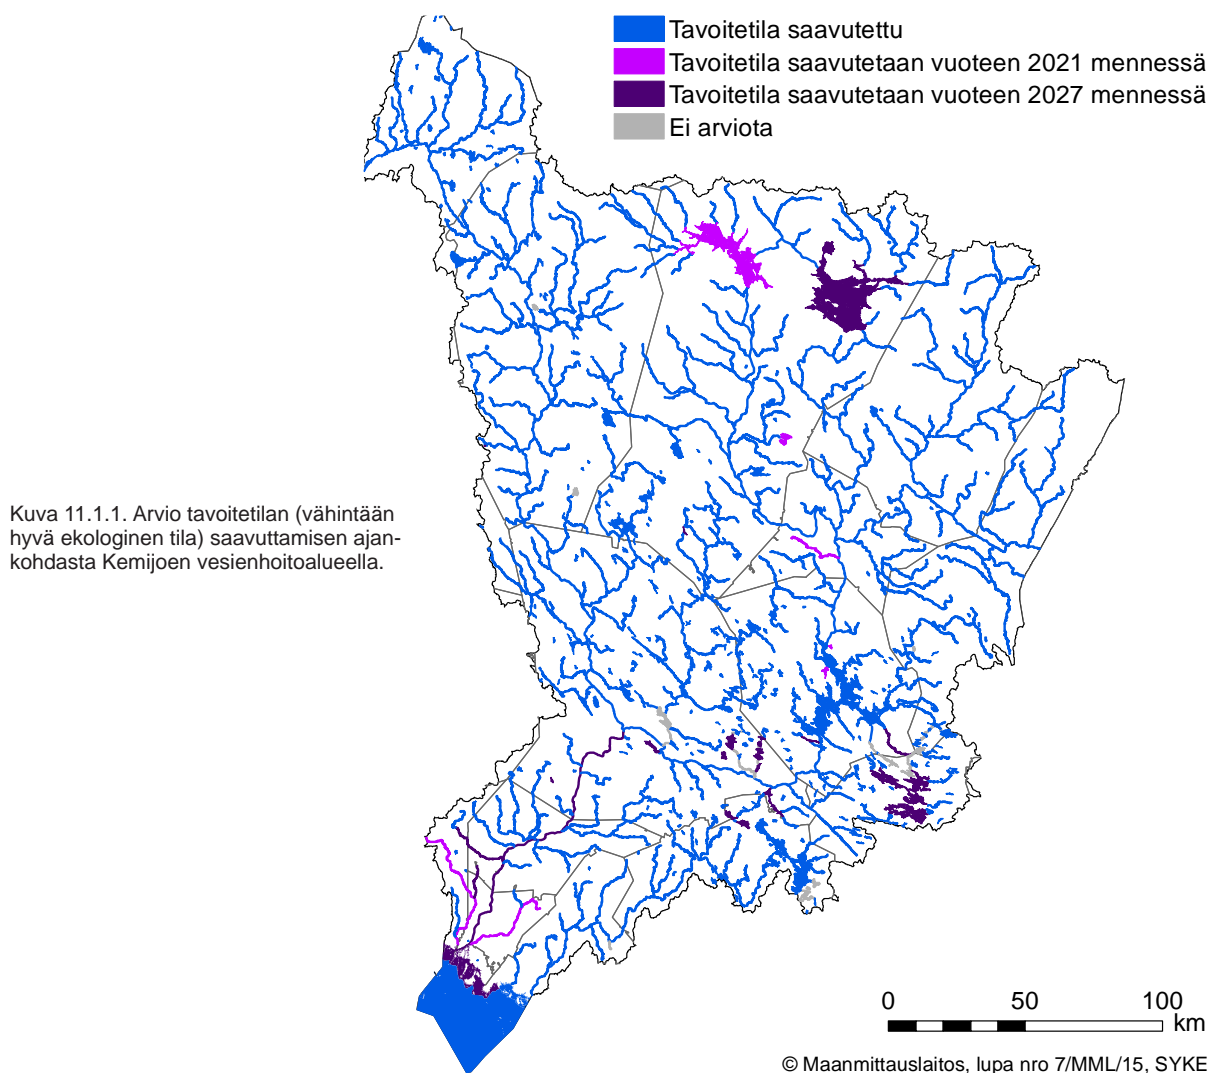 Tavoitetila saavutettu
Tavoitetila saavutetaan vuoteen 2021 mennessä
Tavoitetila saavutetaan vuoteen 2027 mennessä
Ei arviota
Kuva 11.1.1. Arvio tavoitetilan (vähintään
hyvä ekologinen tila) saavuttamisen ajan-
kohdasta Kemijoen vesienhoitoalueella.
0 50 100
km
© Maanmittauslaitos, lupa nro 7/MML/15, SYKE